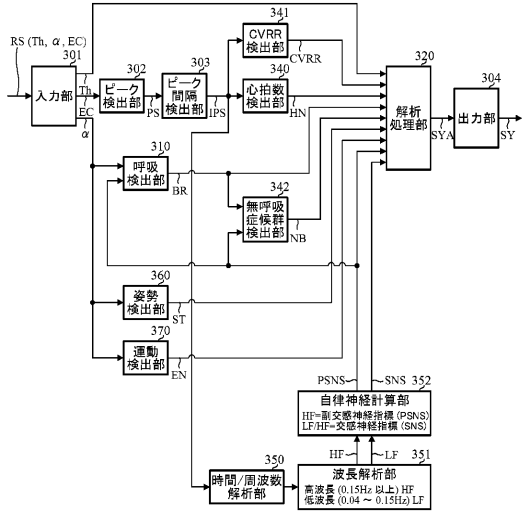 RS (Th, α, EC)
301
入力部
Th
EC
α
302
ピーク
検出部
PS
303
ピーク
間隔
検出部
IPS
341
CVRR
検出部
CVRR
340
心拍数
検出部
HN
320
解析
処理部
SYA
304
出力部
SY
310
呼吸
検出部
BR
342
無呼吸
症候群
検出部
NB
360
姿勢
検出部
ST
370
運動
検出部
EN
PSNS
SNS
352
自律神経計算部
HF=副交感神経指標(PSNS)
LF/HF=交感神経指標(SNS)
HF
LF
350
時間/周波数
解析部
351
波長解析部
高波長(0.15Hz 以上) HF
低波長(0.04 ~ 0.15Hz) LF